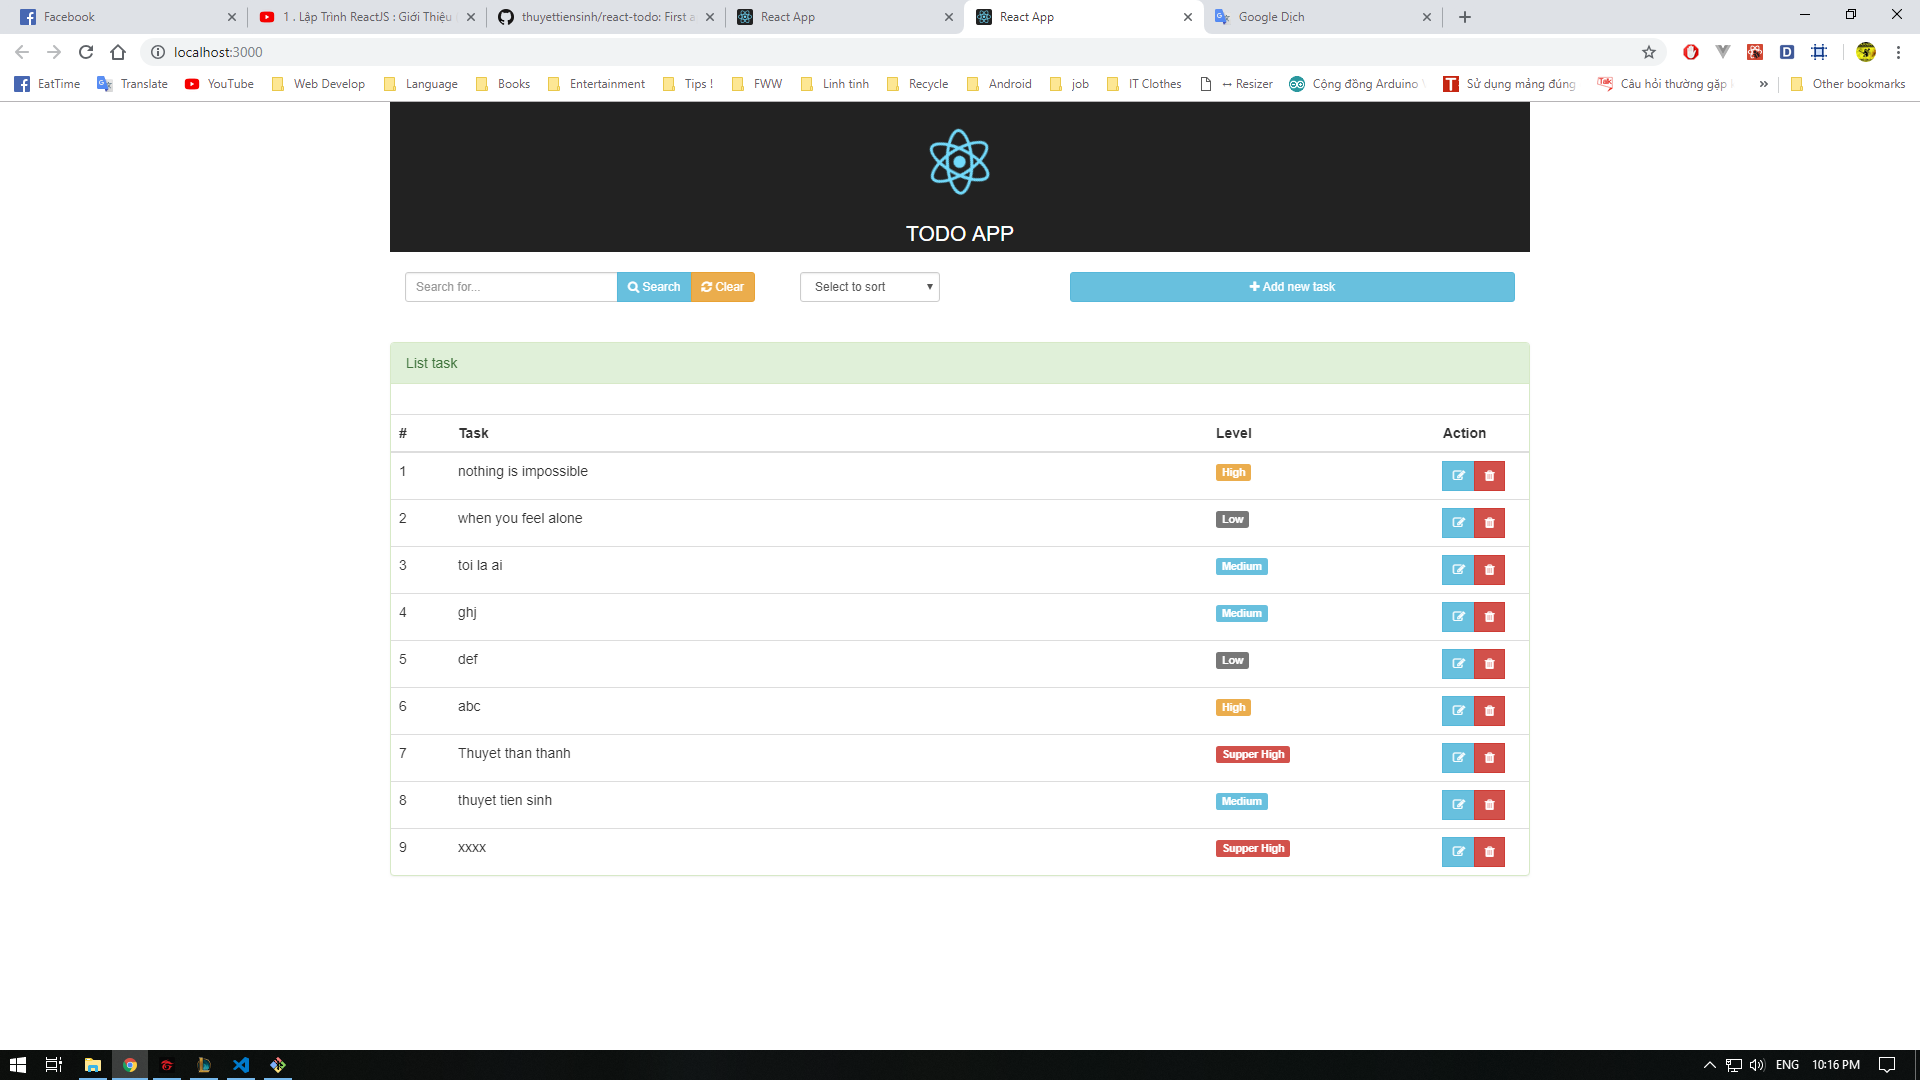 Facebook
1 . Lập Trình ReactJS : Giới Thiệu
thuyettiensinh/react-todo: First a
React App
React App
Google Dịch
localhost:3000
EatTime
Translate
YouTube
Web Develop
Language
Books
Entertainment
Tips !
FWW
Linh tinh
Recycle
Android
job
IT Clothes
↔ Resizer
Cộng đồng Arduino
Sử dụng mảng đúng
Câu hỏi thường gặp
»
Other bookmarks
TODO APP
Search for...
Search
Clear
Select to sort
Add new task
List task
# Task Level Action
1 nothing is impossible High
2 when you feel alone Low
3 toi la ai Medium
4 ghj Medium
5 def Low
6 abc High
7 Thuyet than thanh Supper High
8 thuyet tien sinh Medium
9 xxxx Supper High
ENG
10:16 PM